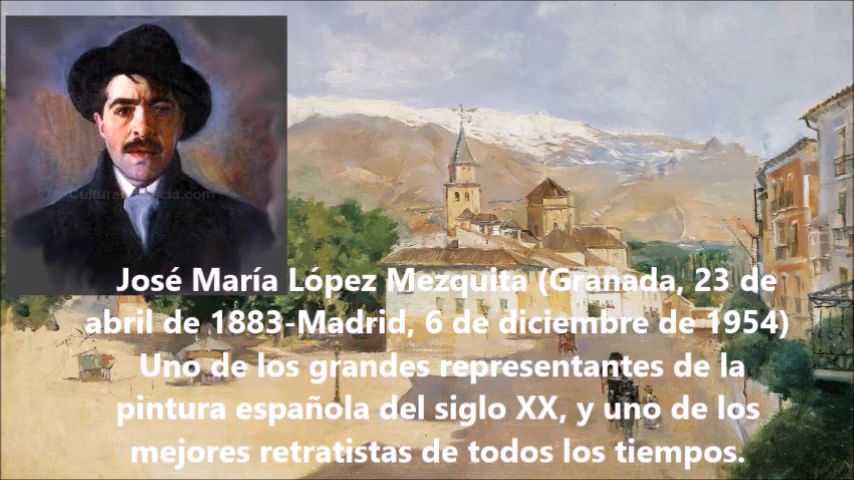 José María López Mezquita (Granada, 23 de
abril de 1883-Madrid, 6 de diciembre de 1954)
Uno de los grandes representantes de la
pintura española del siglo XX, y uno de los
mejores retratistas de todos los tiempos.